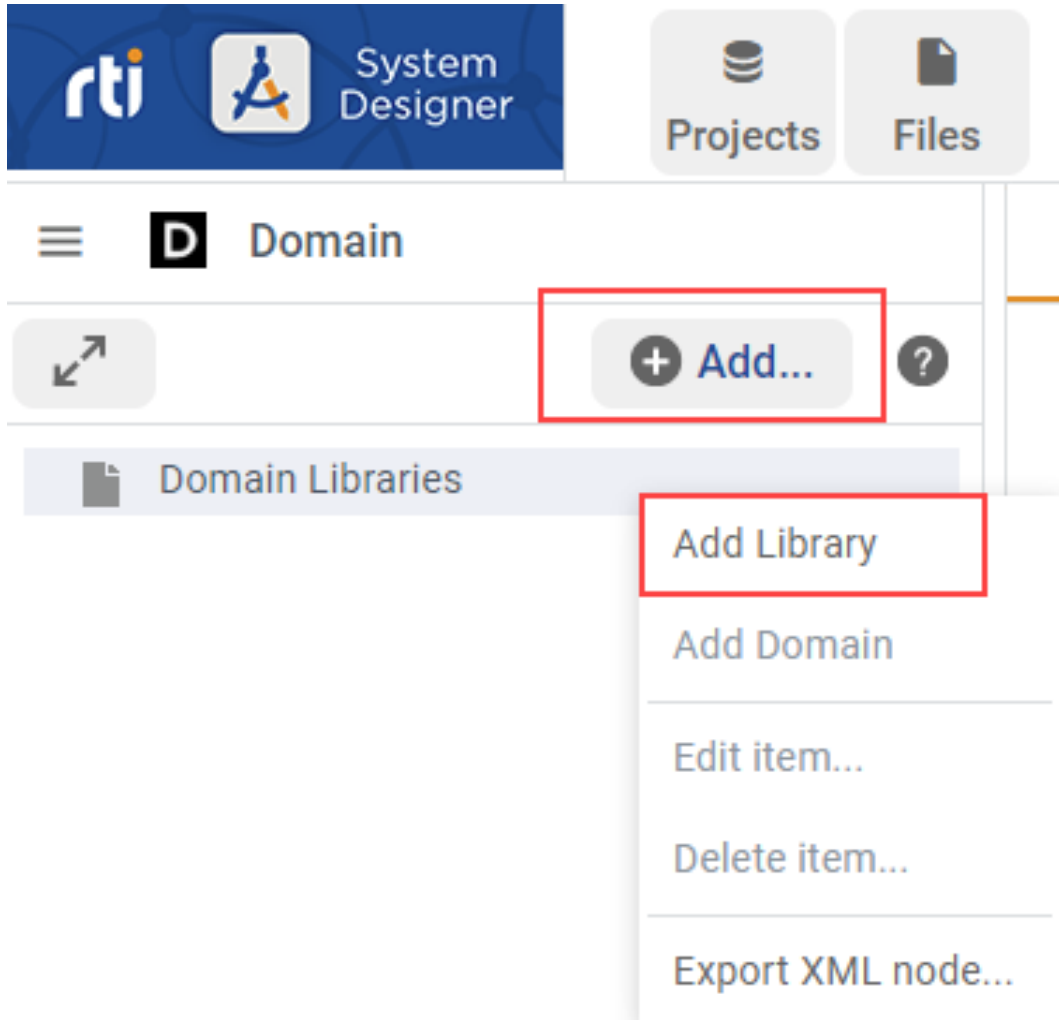 rti
System
Designer
Projects
Files
D
Domain
Add...
?
Domain Libraries
Add Library
Add Domain
Edit item...
Delete item...
Export XML node...